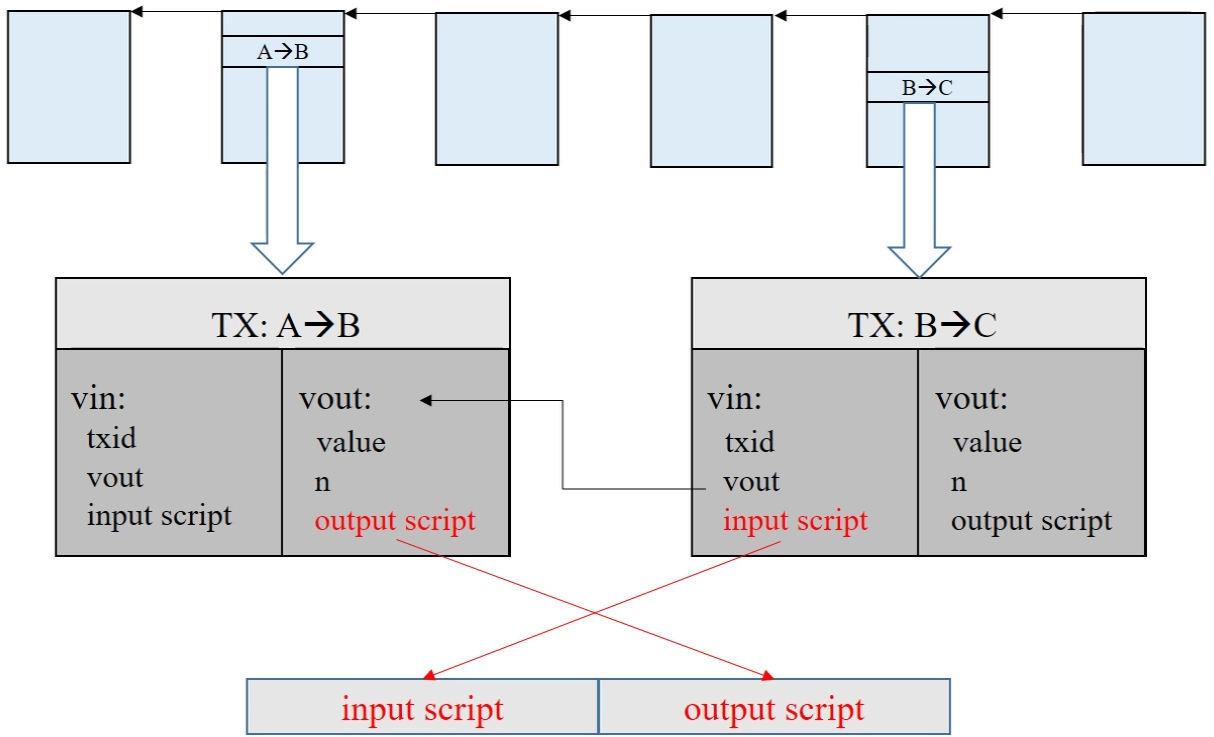 A→B
B→C
TX: A→B
vin:
txid
vout
input script
vout:
value
n
output script
TX: B→C
vin:
txid
vout
input script
vout:
value
n
output script
input script
output script